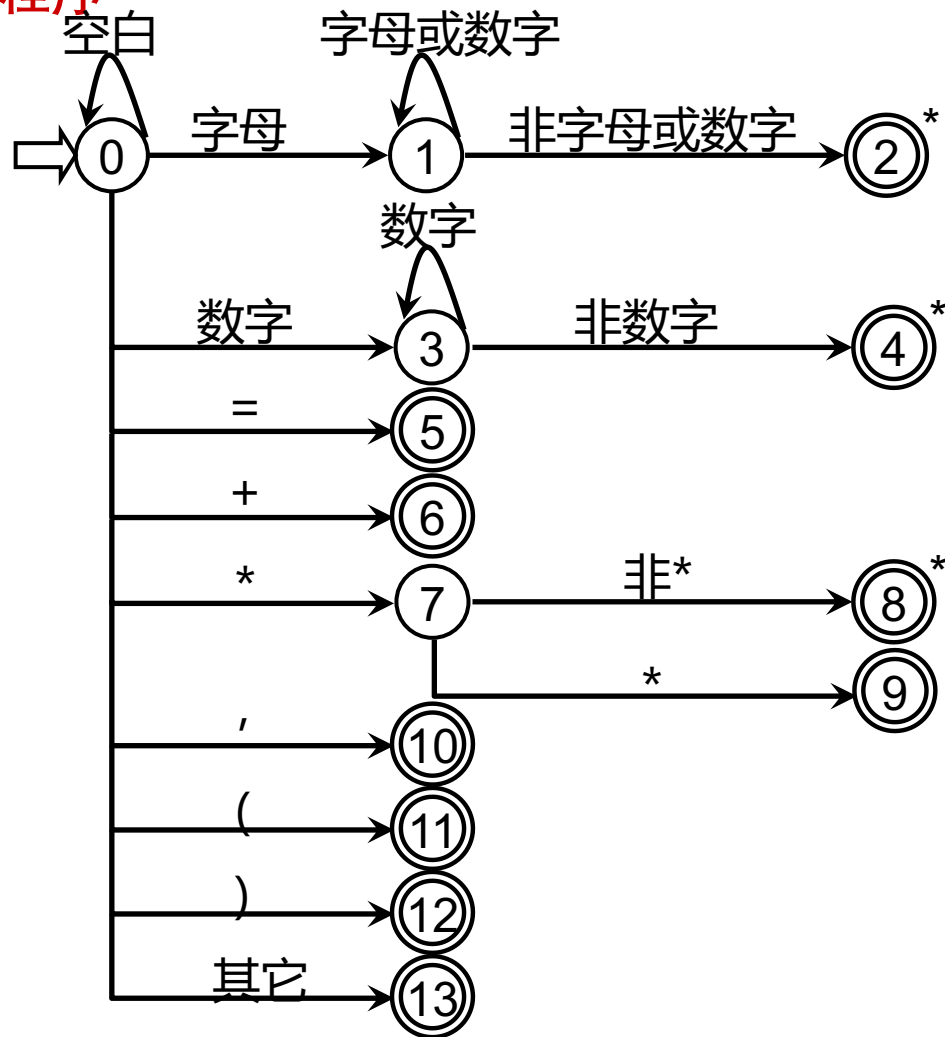 程序
空白 字母或数字
0 字母 1 非字母或数字 2 *
数字
数字 3 非数字 4 *
= 5
+ 6
* 7 非* 8 *
* 9
, 10
( 11
) 12
其它 13